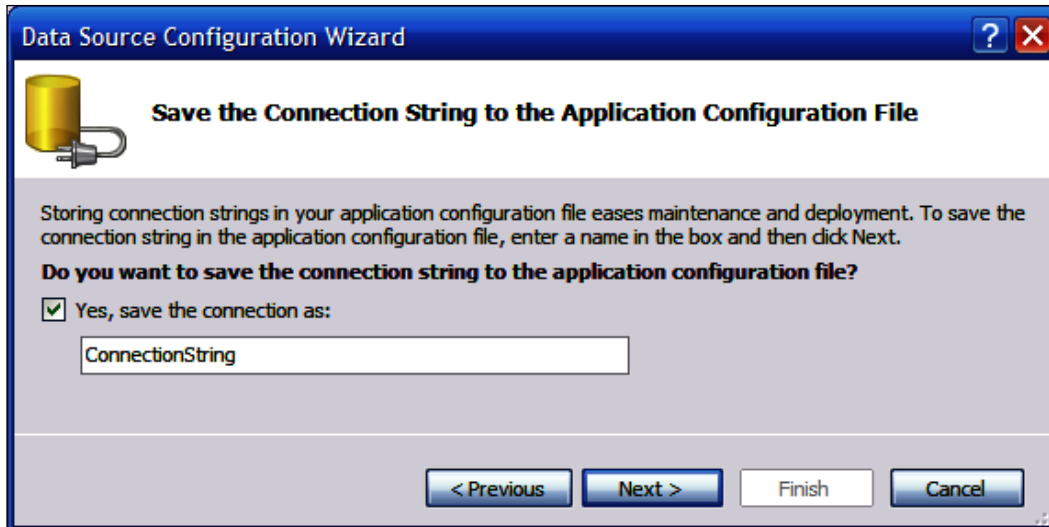 Data Source Configuration Wizard
?
Save the Connection String to the Application Configuration File
Storing connection strings in your application configuration file eases maintenance and deployment. To save the
connection string in the application configuration file, enter a name in the box and then click Next.
Do you want to save the connection string to the application configuration file?
Yes, save the connection as:
ConnectionString
< Previous Next > Finish Cancel